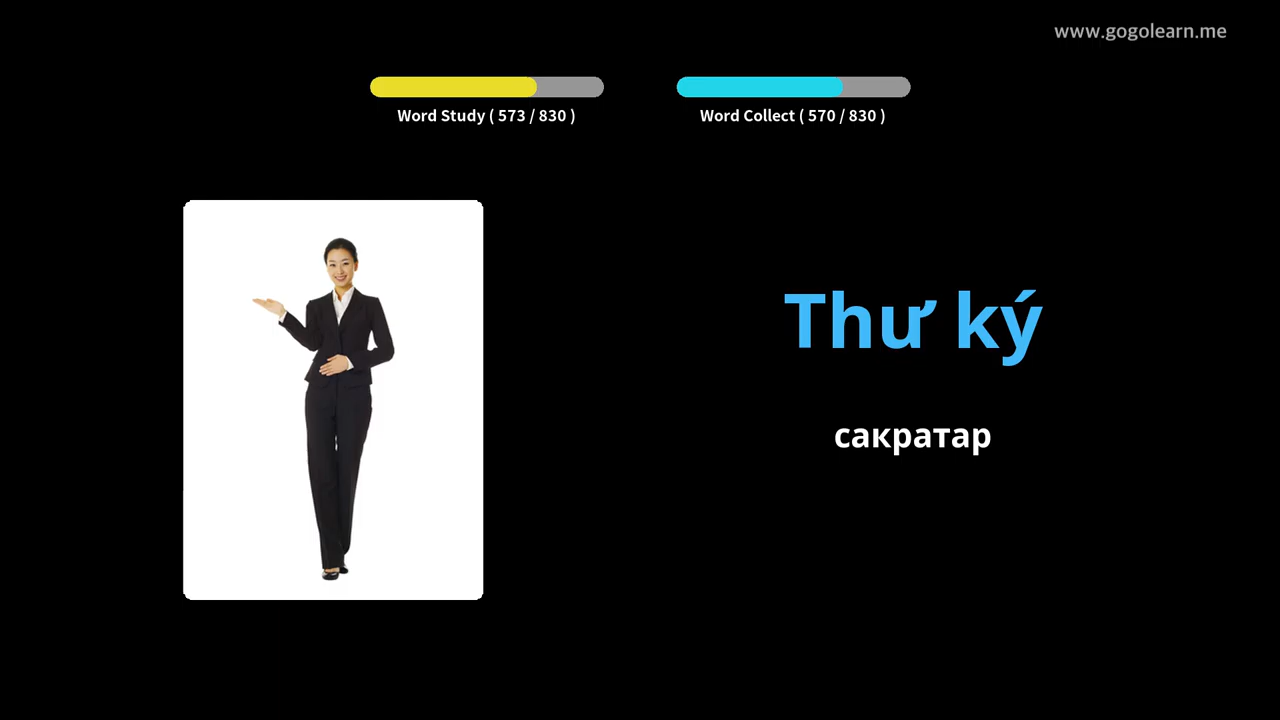 www.gogolearn.me
Word Study ( 573 / 830 )
Word Collect ( 570 / 830 )
Thư ký
сакратар